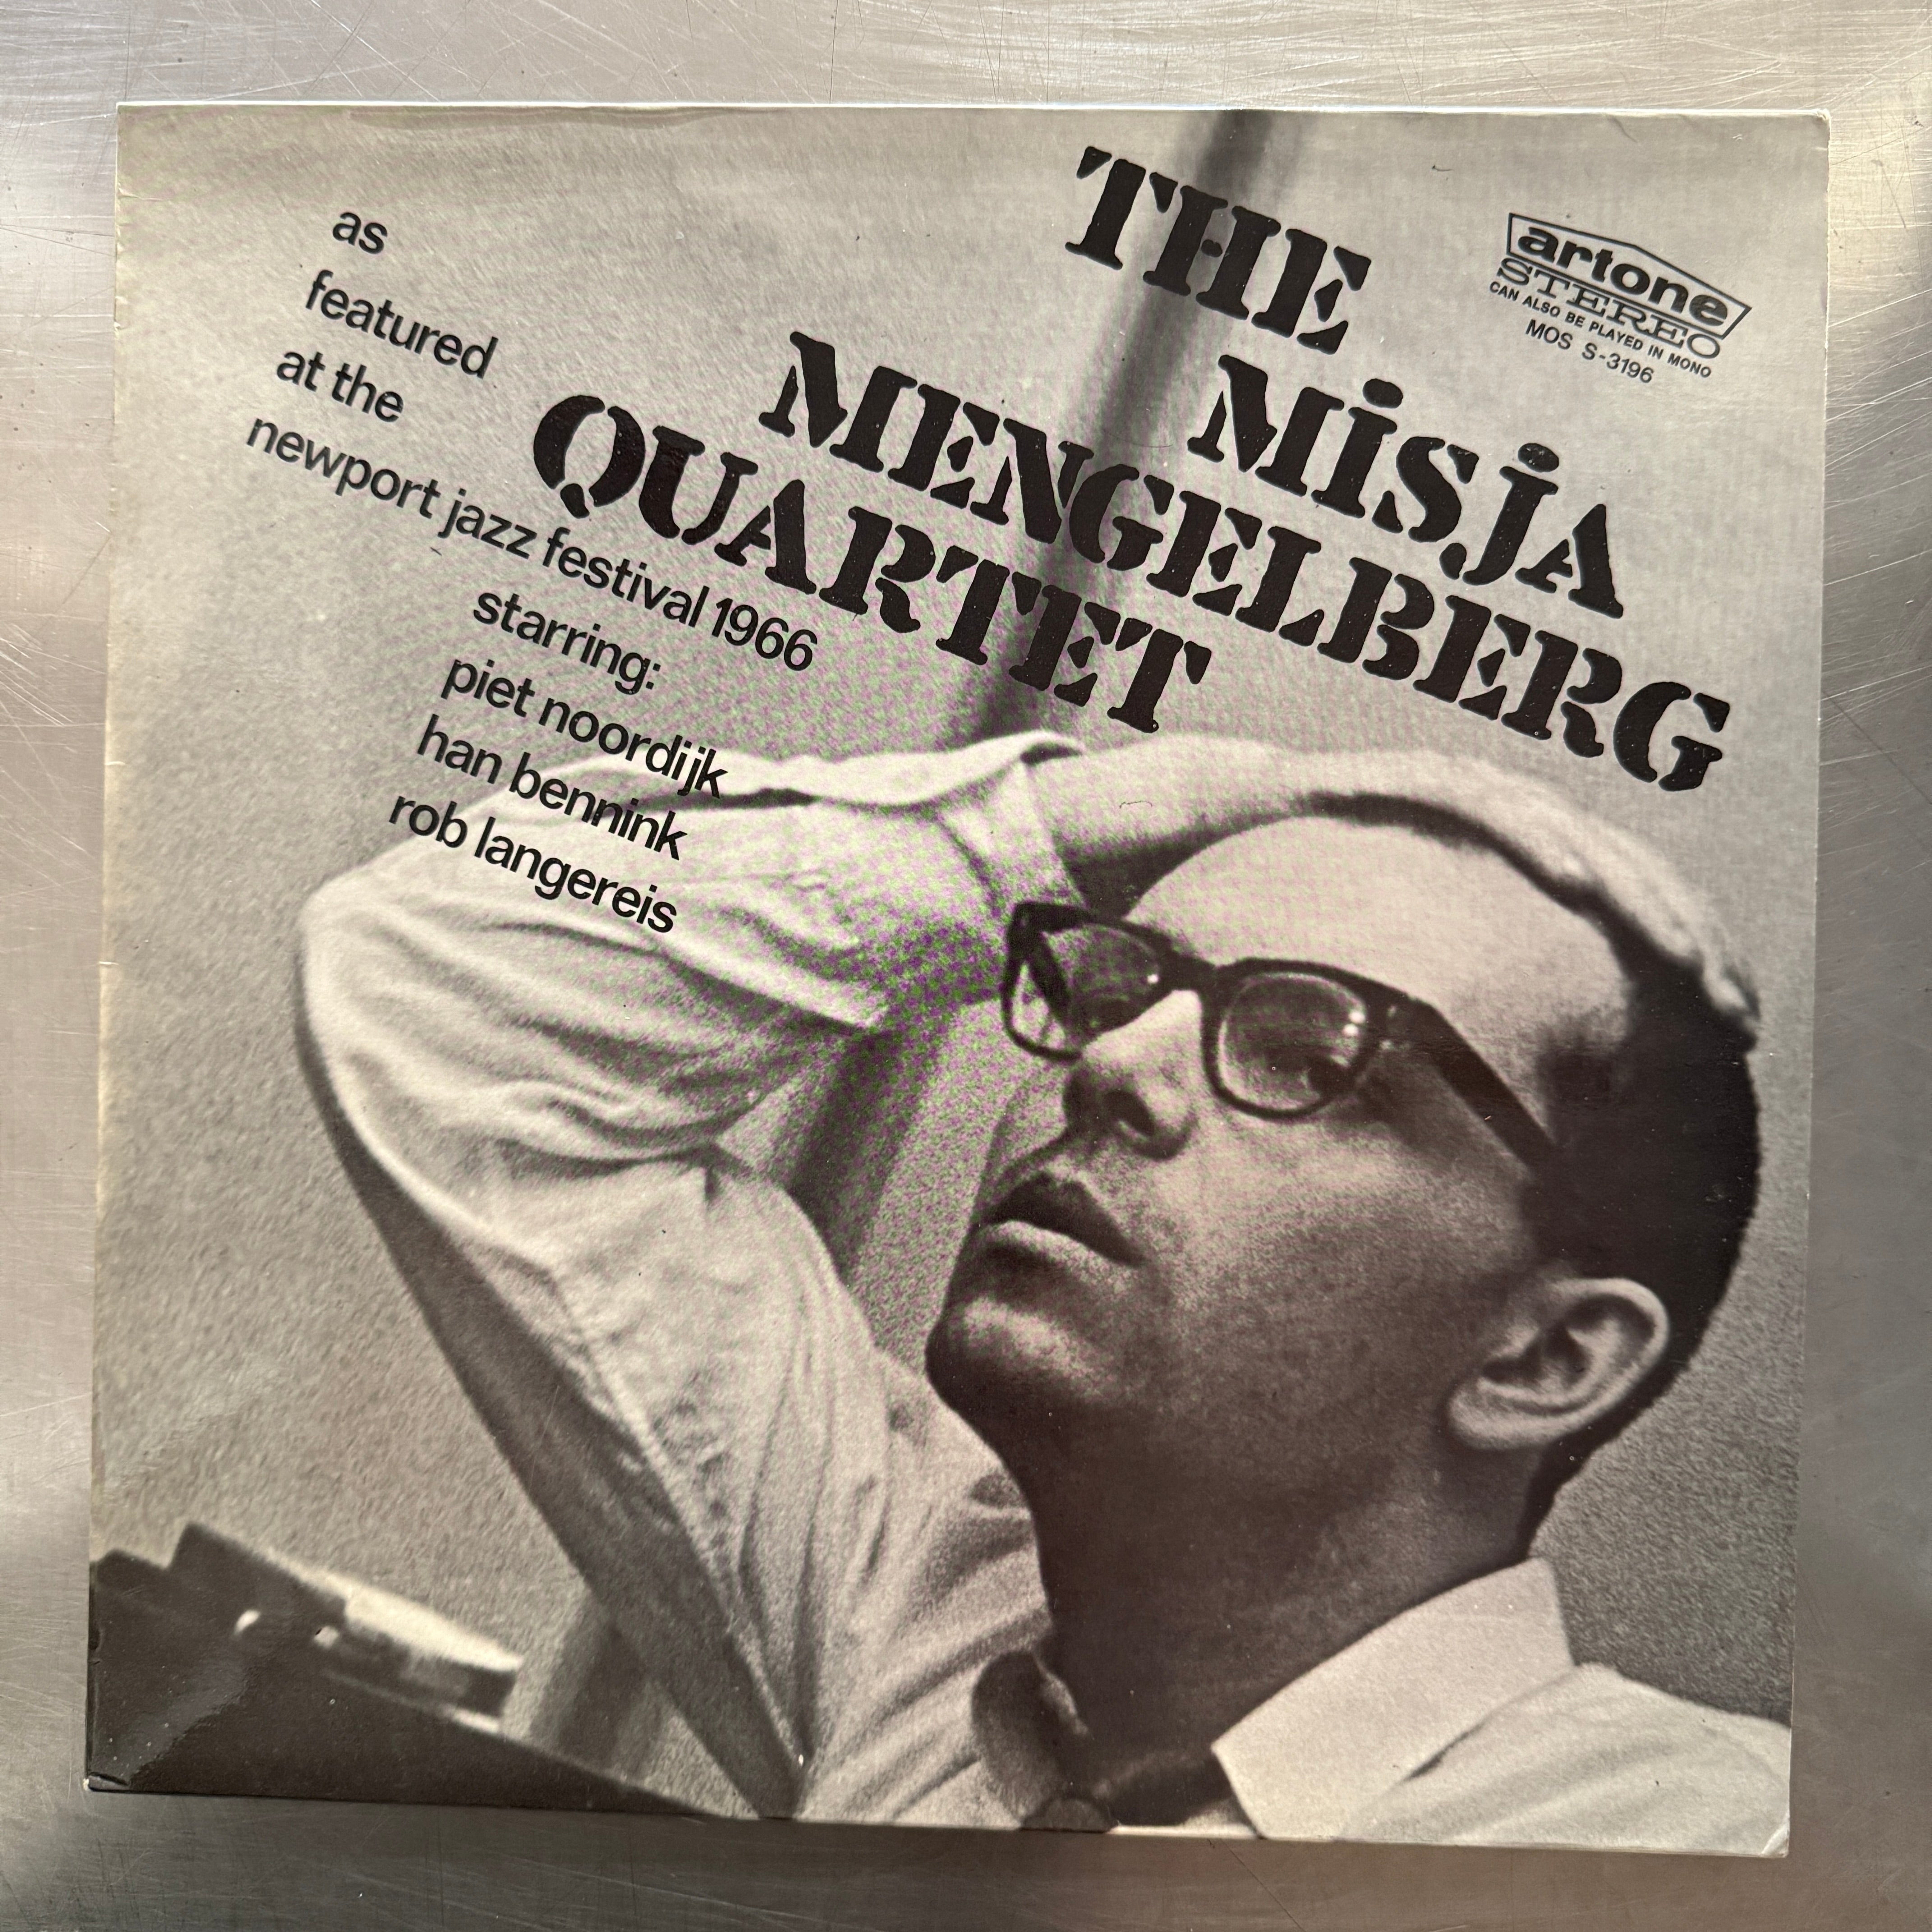 THE
MISJA
MENGELBERG
QUARTET
artone
STEREO
CAN ALSO BE PLAYED IN MONO
MOS S-3196
as
featured
at the
newport jazz festival 1966
starring:
piet noordijk
han bennink
rob langereis